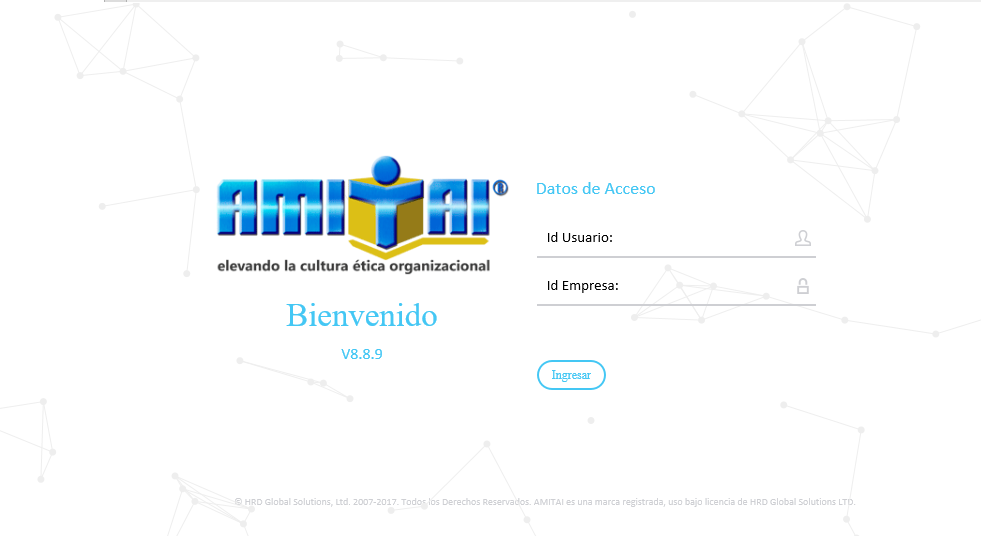 AMITAI®
elevando la cultura ética organizacional
Bienvenido
V8.8.9
Datos de Acceso
Id Usuario:
Id Empresa:
Ingresar
© HRD Global Solutions, Ltd. 2007-2017. Todos los Derechos Reservados. AMITAI es una marca registrada, uso bajo licencia de HRD Global Solutions LTD.